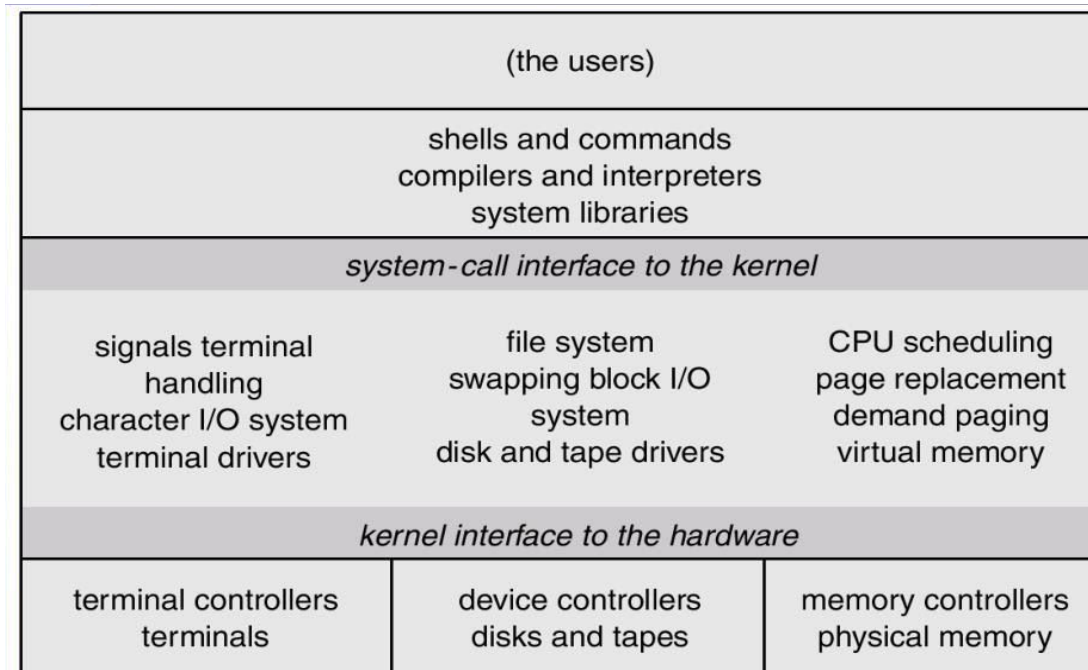 (the users)
shells and commands
compilers and interpreters
system libraries
system-call interface to the kernel
signals terminal
handling
character I/O system
terminal drivers
file system
swapping block I/O
system
disk and tape drivers
CPU scheduling
page replacement
demand paging
virtual memory
kernel interface to the hardware
terminal controllers
terminals
device controllers
disks and tapes
memory controllers
physical memory